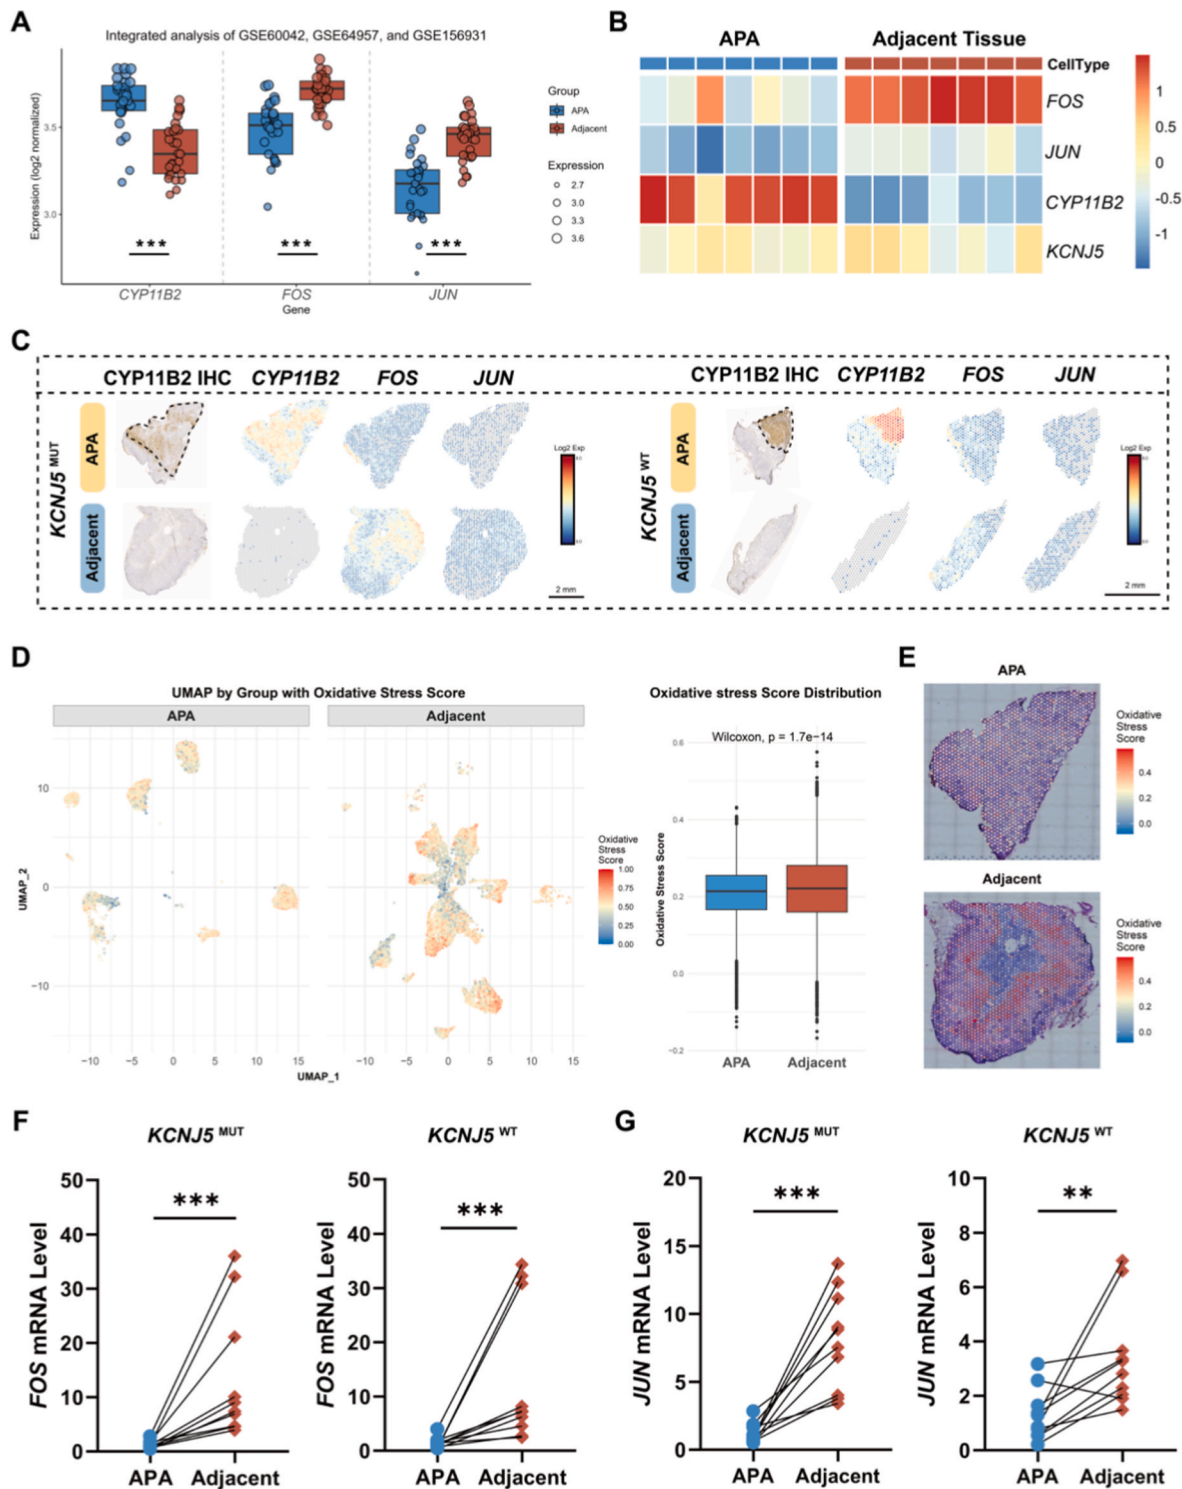 A
Integrated analysis of GSE60042, GSE64957, and GSE156931
Expression (log2 normalized)
3.5
3.0
***
***
***
CYP11B2
FOS
JUN
Gene
Group
APA
Adjacent
Expression
2.7
3.0
3.3
3.6
B
APA
Adjacent Tissue
CellType
FOS
JUN
CYP11B2
KCNJ5
1
0.5
0
-0.5
-1
C
CYP11B2 IHC
CYP11B2
FOS
JUN
CYP11B2 IHC
CYP11B2
FOS
JUN
KCNJ5 MUT
APA
Adjacent
Log2 Exp
2 mm
KCNJ5 WT
APA
Adjacent
Log2 Exp
2 mm
D
UMAP by Group with Oxidative Stress Score
APA
Adjacent
UMAP_2
10
0
−10
−10
−5
0
5
10
15
−10
−5
0
5
10
15
UMAP_1
Oxidative
Stress
Score
1.00
0.75
0.50
0.25
0.00
Oxidative stress Score Distribution
Wilcoxon, p = 1.7e−14
Oxidative Stress Score
0.6
0.4
0.2
0.0
−0.2
APA
Adjacent
E
APA
Oxidative
Stress
Score
0.4
0.2
0.0
Adjacent
Oxidative
Stress
Score
0.4
0.2
0.0
F
KCNJ5 MUT
FOS mRNA Level
50
40
30
20
10
0
***
APA
Adjacent
KCNJ5 WT
FOS mRNA Level
50
40
30
20
10
0
***
APA
Adjacent
G
KCNJ5 MUT
JUN mRNA Level
20
15
10
5
0
***
APA
Adjacent
KCNJ5 WT
JUN mRNA Level
10
8
6
4
2
0
**
APA
Adjacent